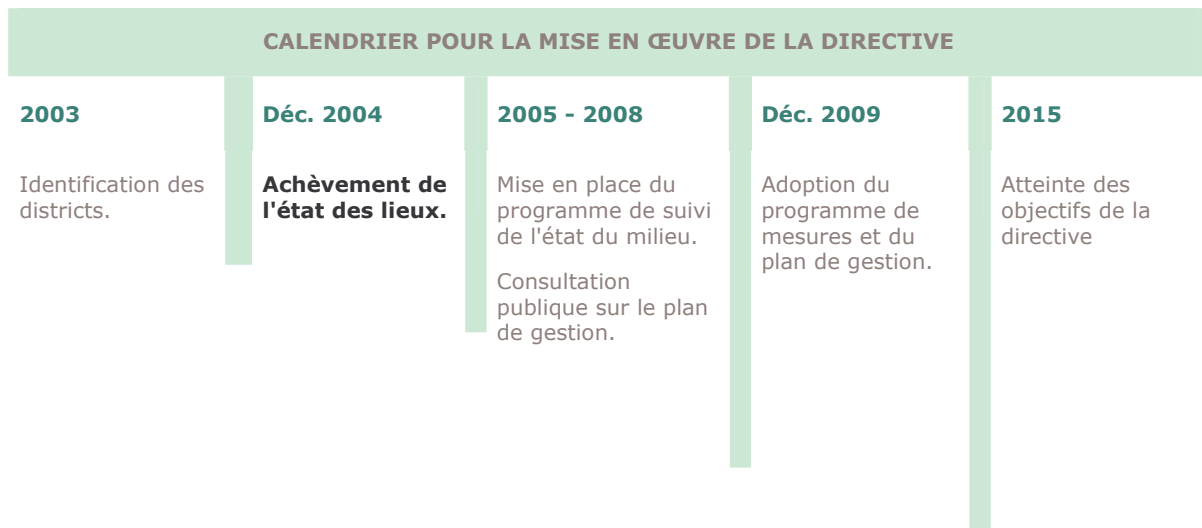 CALENDRIER POUR LA MISE EN ŒUVRE DE LA DIRECTIVE
2003
Identification des
districts.
Déc. 2004
Achèvement de
l'état des lieux.
2005 - 2008
Mise en place du
programme de suivi
de l'état du milieu.
Consultation
publique sur le plan
de gestion.
Déc. 2009
Adoption du
programme de
mesures et du
plan de gestion.
2015
Atteinte des
objectifs de la
directive